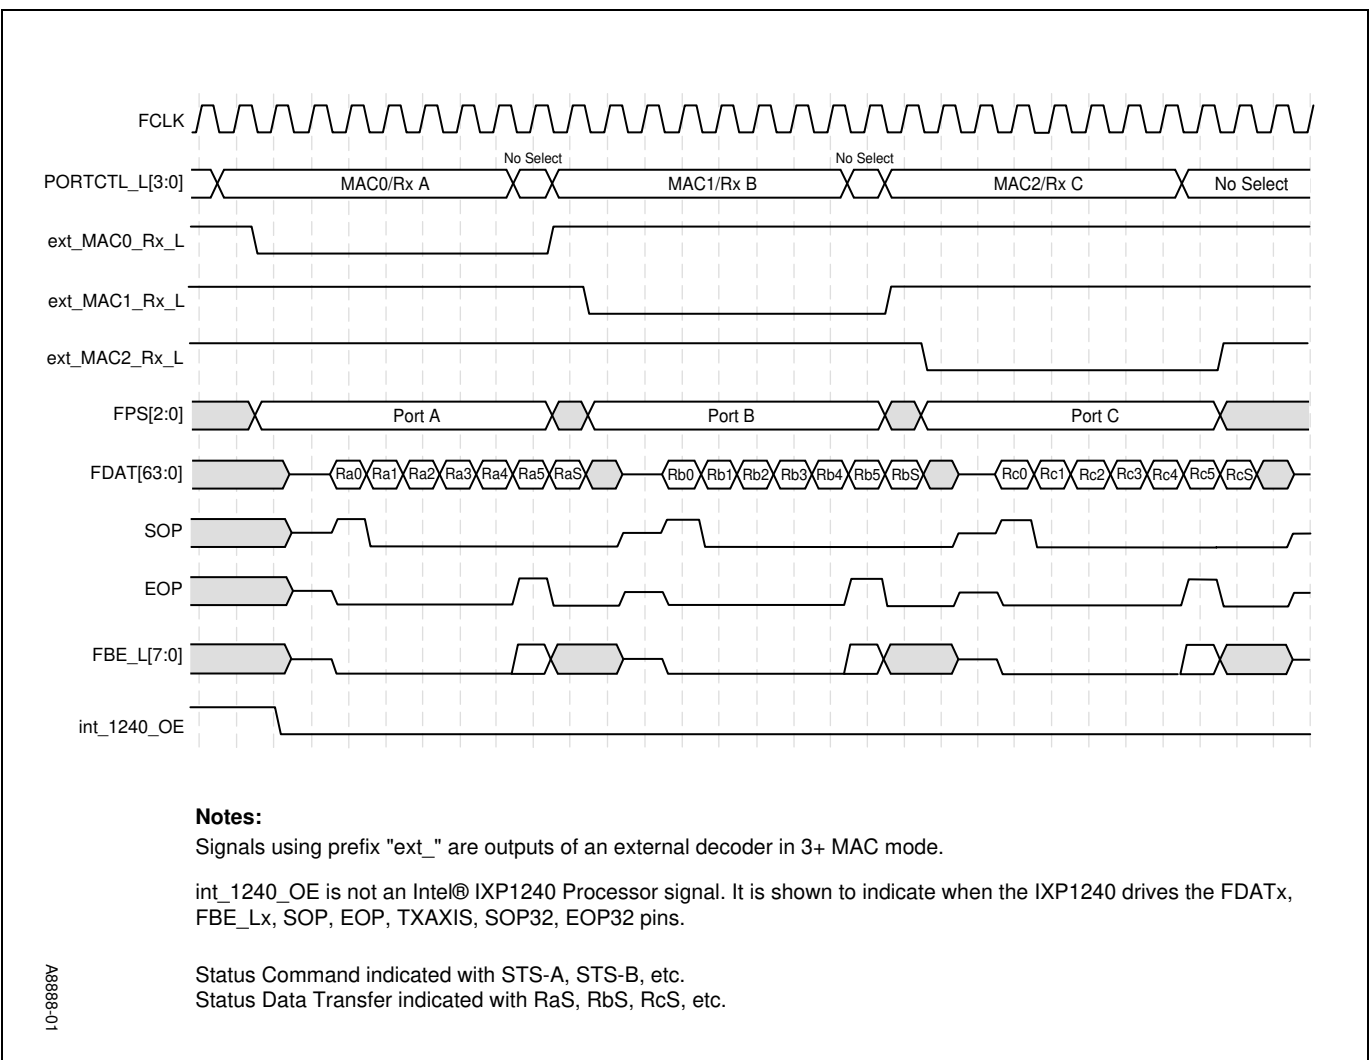 FCLK
No Select No Select
PORTCTL_L[3:0] MAC0/Rx A MAC1/Rx B MAC2/Rx C No Select
ext_MAC0_Rx_L
ext_MAC1_Rx_L
ext_MAC2_Rx_L
FPS[2:0] Port A Port B Port C
FDAT[63:0] Ra0 Ra1 Ra2 Ra3 Ra4 Ra5 RaS Rb0 Rb1 Rb2 Rb3 Rb4 Rb5 RbS Rc0 Rc1 Rc2 Rc3 Rc4 Rc5 RcS
SOP
EOP
FBE_L[7:0]
int_1240_OE
Notes:
Signals using prefix "ext_" are outputs of an external decoder in 3+ MAC mode.
int_1240_OE is not an Intel® IXP1240 Processor signal. It is shown to indicate when the IXP1240 drives the FDATx,
FBE_Lx, SOP, EOP, TXAXIS, SOP32, EOP32 pins.
Status Command indicated with STS-A, STS-B, etc.
Status Data Transfer indicated with RaS, RbS, RcS, etc.
A8888-01